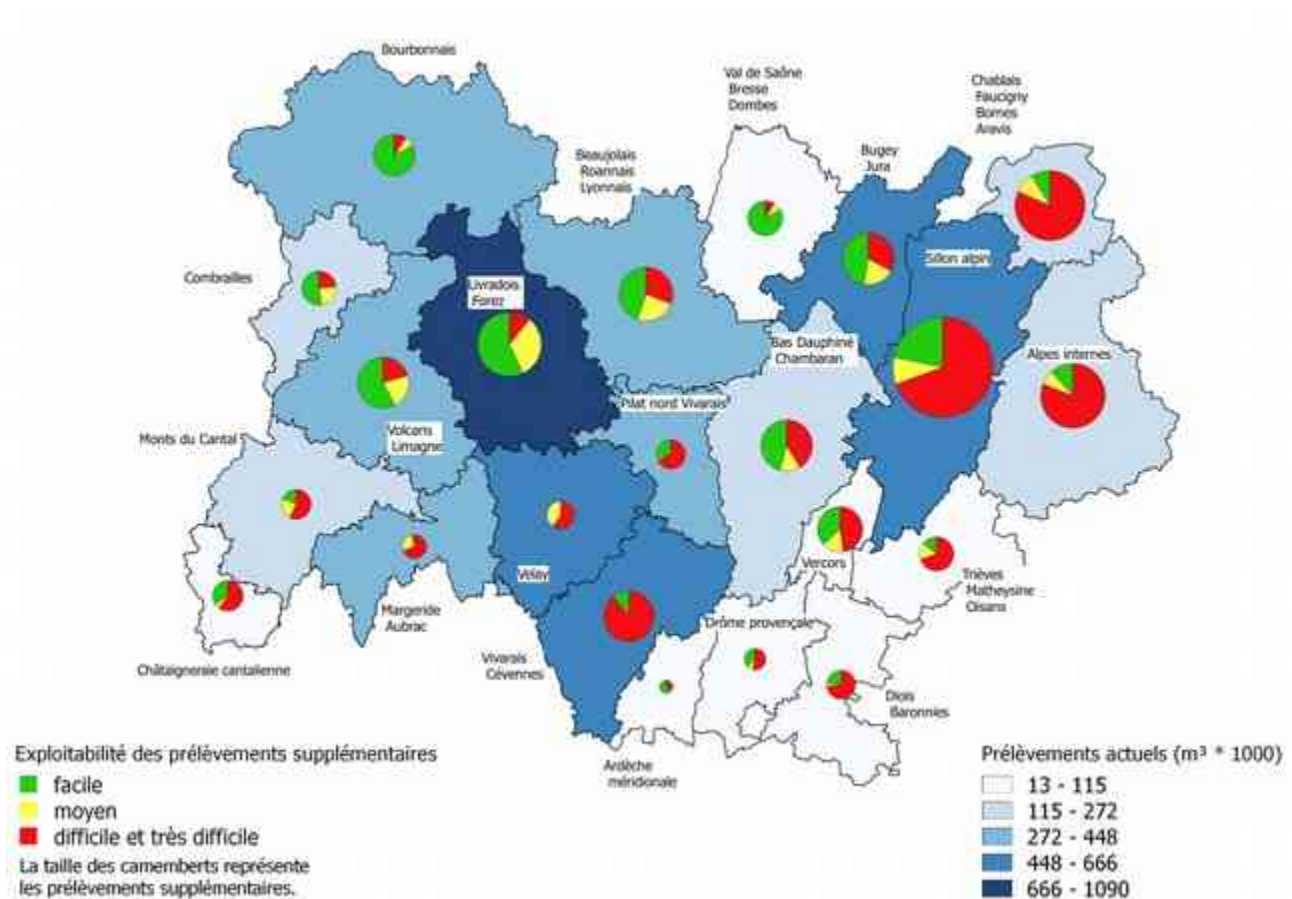 Bourbonnais
Val de Saône
Bresse
Dombes
Chablais
Faucigny
Bornes
Aravis
Beaujolais
Roannais
Lyonnais
Bugey
Jura
Combrailles
Livradois
Forez
Sillon alpin
Bas Dauphiné
Chambaran
Alpes internes
Pilat nord Vivarais
Monts du Cantal
Volcans
Limagne
Vercors
Velay
Trièves
Matheysine
Oisans
Margeride
Aubrac
Drôme provençale
Châtaigneraie cantalienne
Vivarais
Cévennes
Diois
Baronnies
Ardèche
méridionale
Exploitabilité des prélèvements supplémentaires
facile
moyen
difficile et très difficile
La taille des camemberts représente
les prélèvements supplémentaires.
Prélèvements actuels (m³ * 1000)
13 - 115
115 - 272
272 - 448
448 - 666
666 - 1090